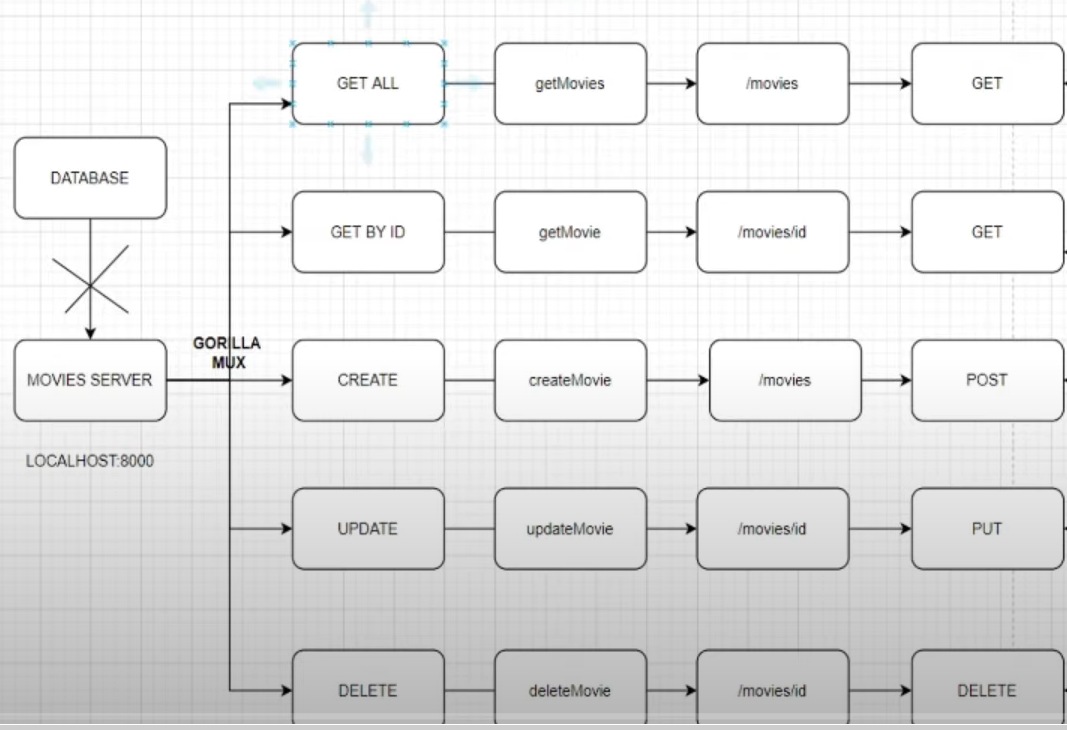 GET ALL
getMovies
/movies
GET
DATABASE
GET BY ID
getMovie
/movies/id
GET
GORILLA
MUX
MOVIES SERVER
CREATE
createMovie
/movies
POST
LOCALHOST:8000
UPDATE
updateMovie
/movies/id
PUT
DELETE
deleteMovie
/movies/id
DELETE